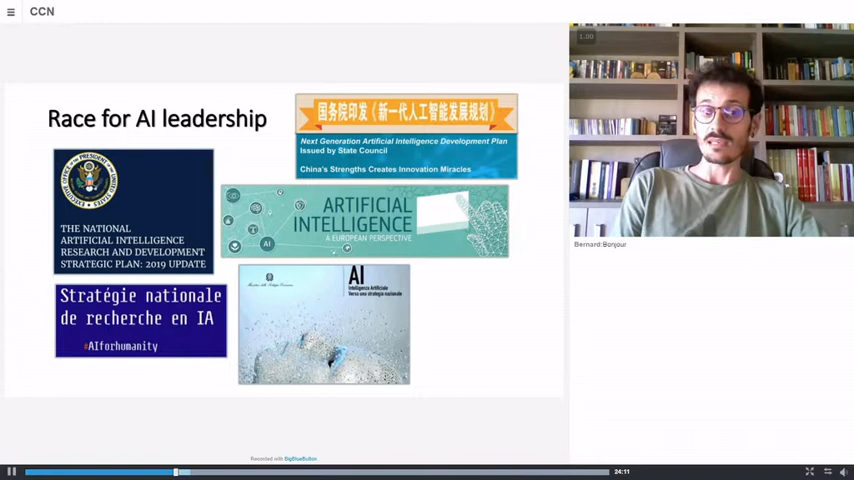 CCN
Race for AI leadership
国务院印发《新一代人工智能发展规划》
Next Generation Artificial Intelligence Development Plan
Issued by State Council
China's Strengths Creates Innovation Miracles
THE NATIONAL
ARTIFICIAL INTELLIGENCE
RESEARCH AND DEVELOPMENT
STRATEGIC PLAN: 2019 UPDATE
ARTIFICIAL
INTELLIGENCE
A EUROPEAN PERSPECTIVE
AI
Stratégie nationale
de recherche en IA
#AIforhumanity
AI
Intelligenza Artificiale
Verso una strategia nazionale
1.00
Bernard:Bonjour
Recorded with BigBlueButton.
24:11